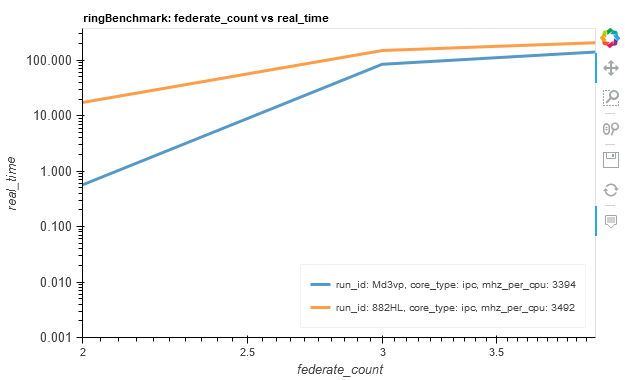 ringBenchmark: federate_count vs real_time
100.000
10.000
1.000
0.100
0.010
0.001
real_time
run_id: Md3vp, core_type: ipc, mhz_per_cpu: 3394
run_id: 882HL, core_type: ipc, mhz_per_cpu: 3492
2
2.5
3
3.5
federate_count